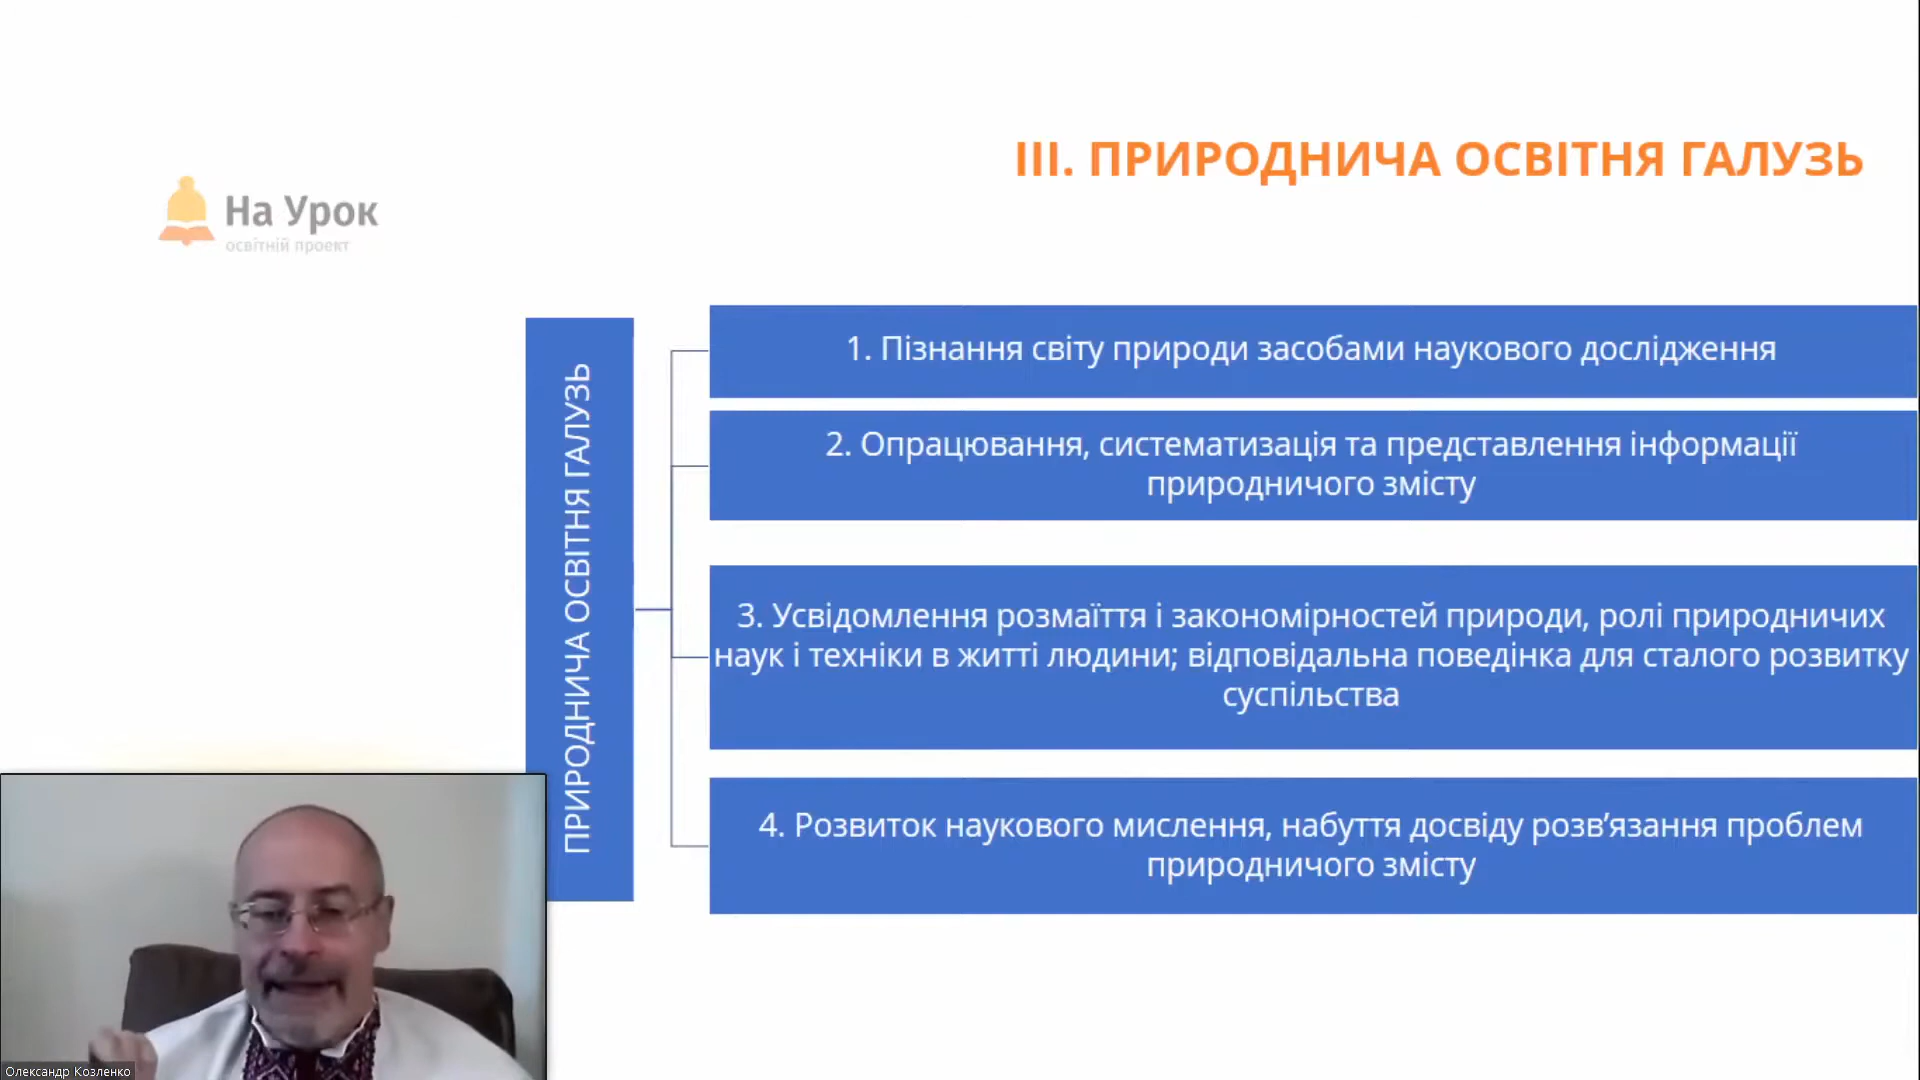 ІІІ. ПРИРОДНИЧА ОСВІТНЯ ГАЛУЗЬ
На Урок
освітній проект
ПРИРОДНИЧА ОСВІТНЯ ГАЛУЗЬ
1. Пізнання світу природи засобами наукового дослідження
2. Опрацювання, систематизація та представлення інформації
природничого змісту
3. Усвідомлення розмаїття і закономірностей природи, ролі природничих
наук і техніки в житті людини; відповідальна поведінка для сталого розвитку
суспільства
4. Розвиток наукового мислення, набуття досвіду розв’язання проблем
природничого змісту
Олександр Козленко